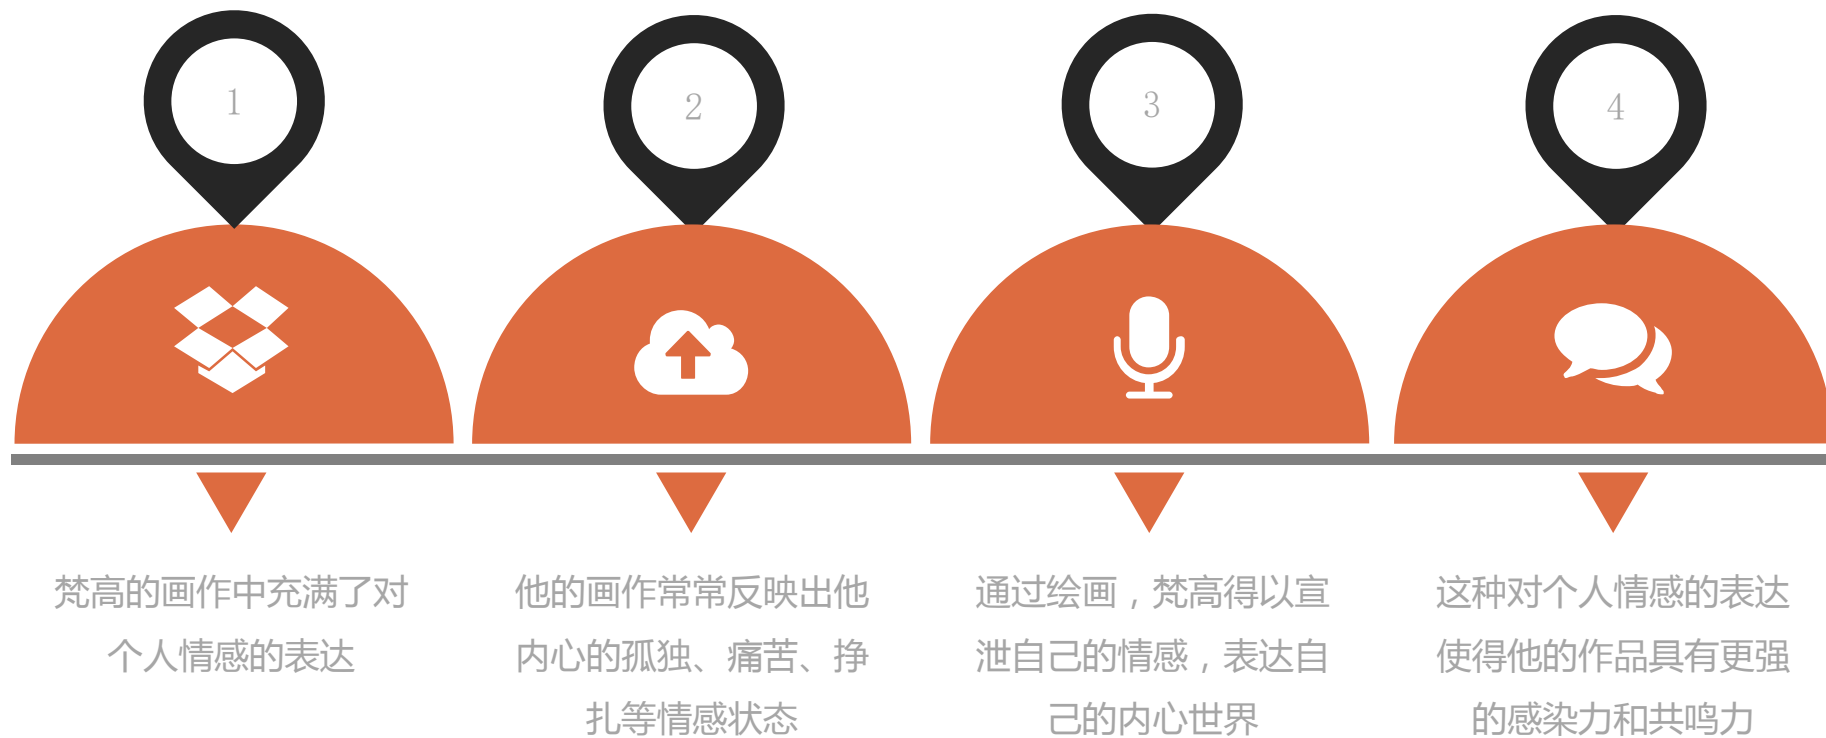 1
2
3
4
梵高的画作中充满了对
个人情感的表达
他的画作常常反映出他
内心的孤独、痛苦、挣
扎等情感状态
通过绘画，梵高得以宣
泄自己的情感，表达自
己的内心世界
这种对个人情感的表达
使得他的作品具有更强
的感染力和共鸣力